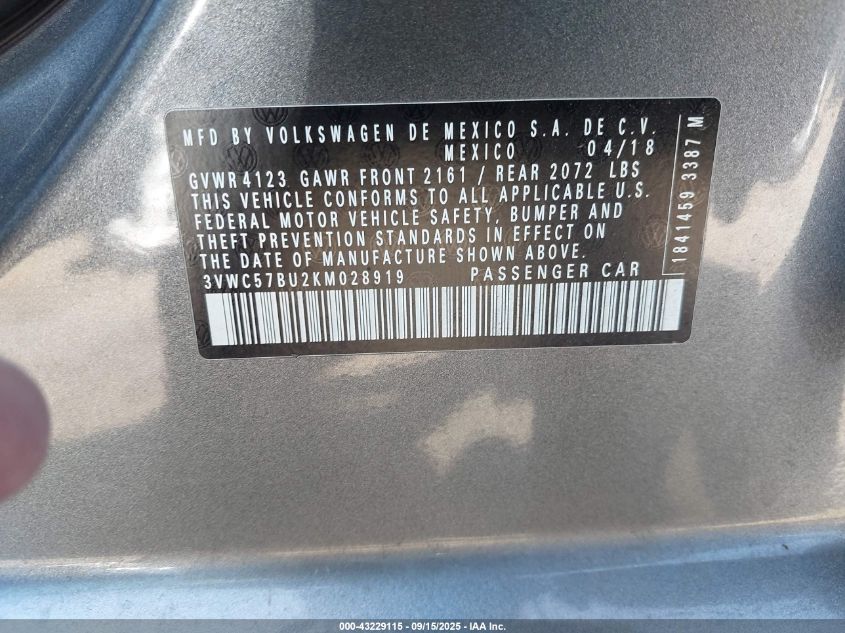 MFD BY VOLKSWAGEN DE MEXICO S.A. DE C.V.
MEXICO 04/18
GVWR 4123 GAWR FRONT 2161 / REAR 2072 LBS
THIS VEHICLE CONFORMS TO ALL APPLICABLE U.S.
FEDERAL MOTOR VEHICLE SAFETY, BUMPER AND
THEFT PREVENTION STANDARDS IN EFFECT ON
THE DATE OF MANUFACTURE SHOWN ABOVE.
3VWC57BU2KM028919 PASSENGER CAR
1841459 3387 M
000-43229115 - 09/15/2025 - IAA Inc.